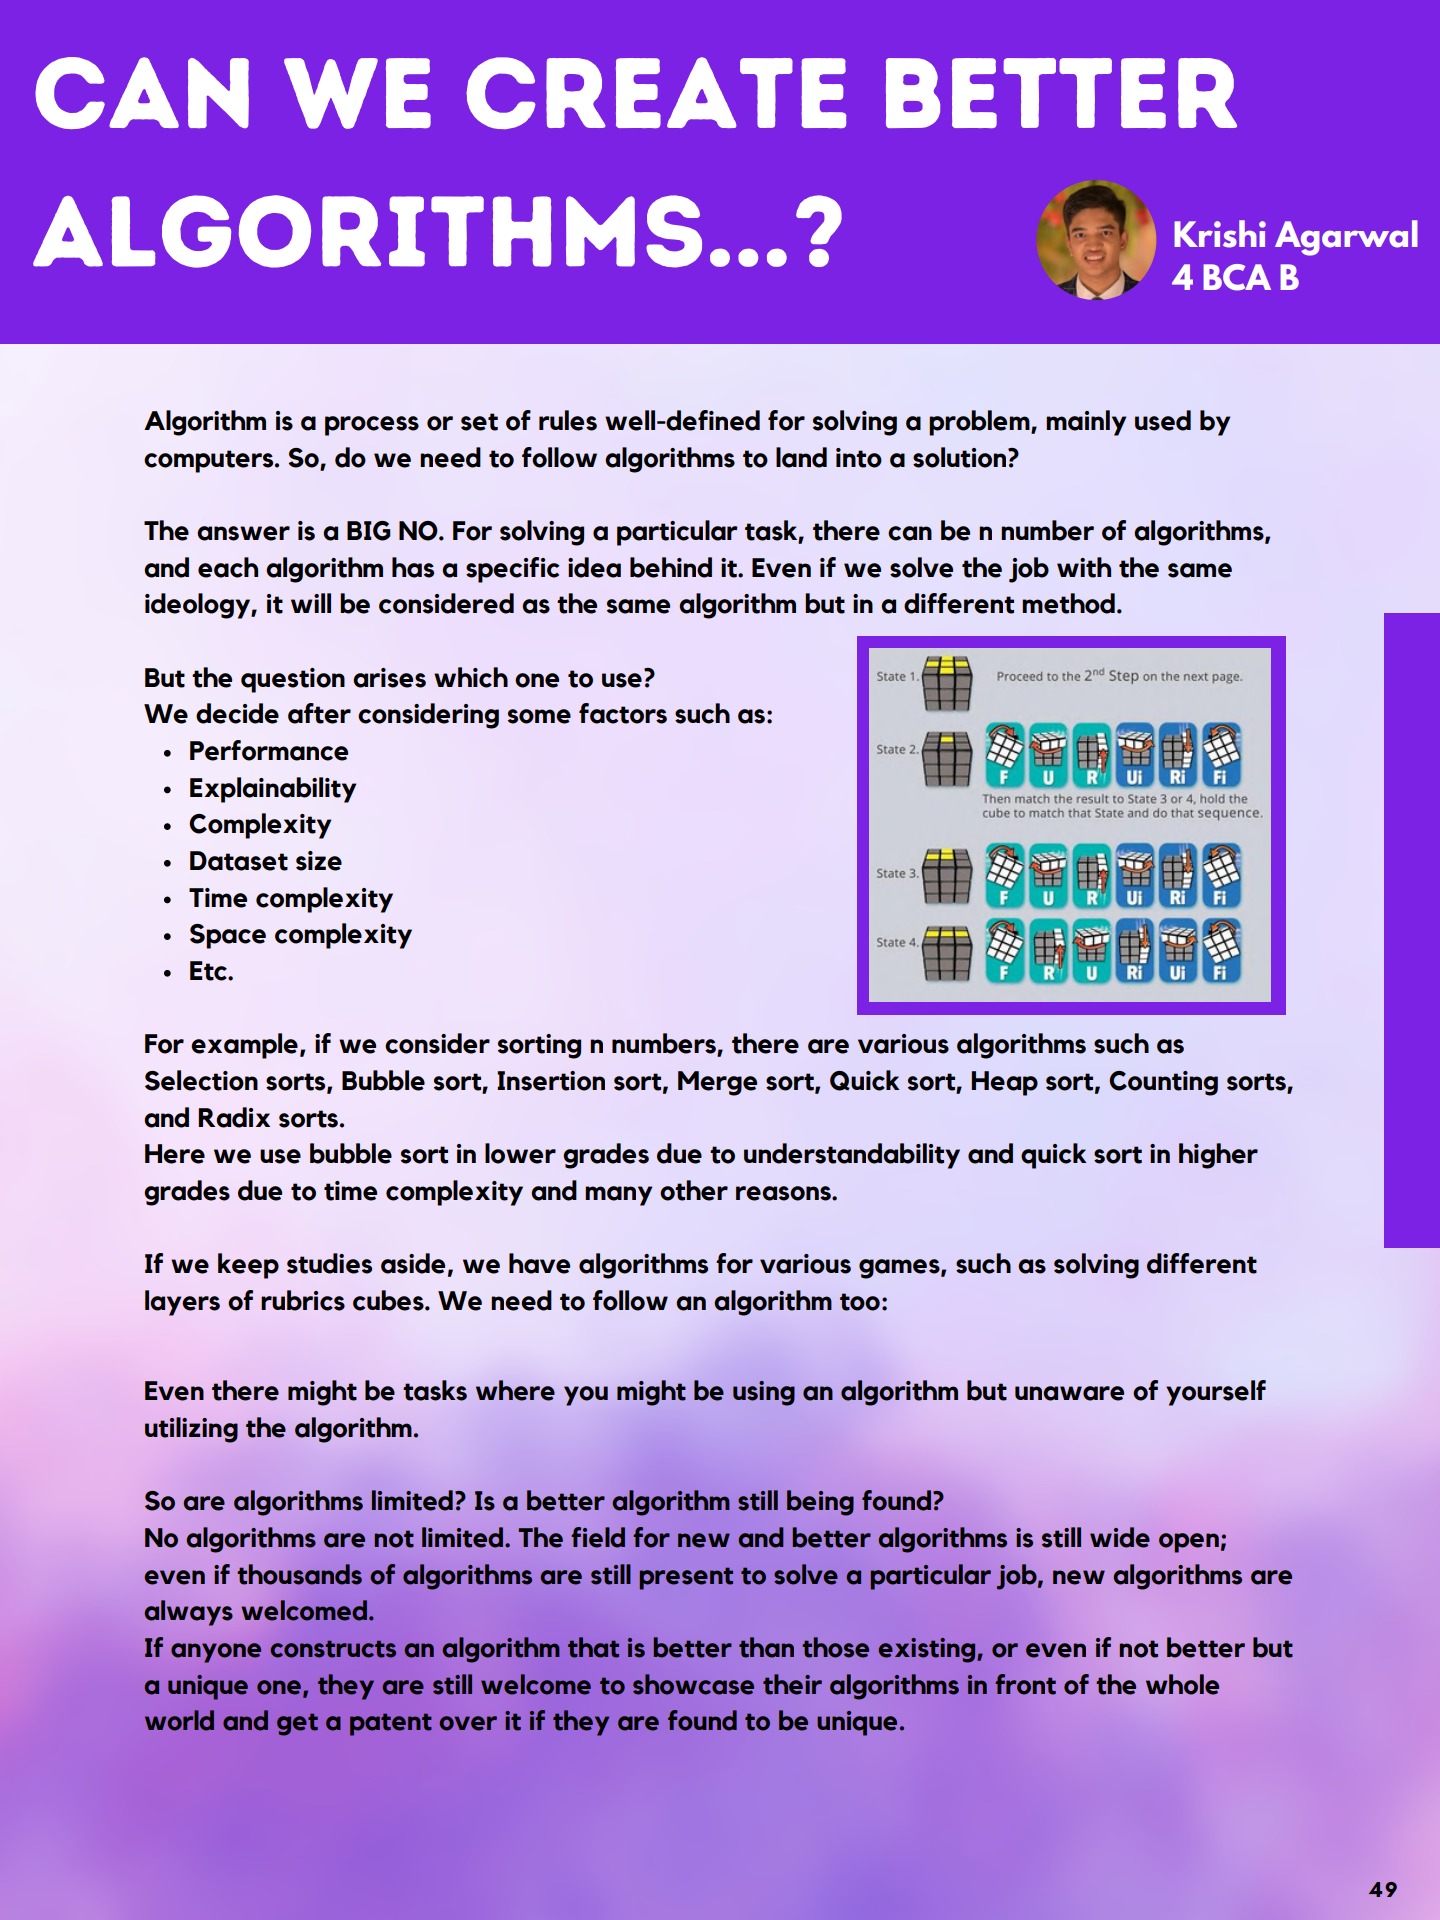 CAN WE CREATE BETTER
ALGORITHMS...?
Krishi Agarwal
4 BCA B
Algorithm is a process or set of rules well-defined for solving a problem, mainly used by
computers. So, do we need to follow algorithms to land into a solution?
The answer is a BIG NO. For solving a particular task, there can be n number of algorithms,
and each algorithm has a specific idea behind it. Even if we solve the job with the same
ideology, it will be considered as the same algorithm but in a different method.
But the question arises which one to use?
We decide after considering some factors such as:
• Performance
• Explainability
• Complexity
• Dataset size
• Time complexity
• Space complexity
• Etc.
State 1.
Proceed to the 2nd Step on the next page.
State 2.
F U R Ui Ri Fi
Then match the result to State 3 or 4, hold the
cube to match that State and do that sequence.
State 3.
F U R Ui Ri Fi
State 4.
F R U Ri Ui Fi
For example, if we consider sorting n numbers, there are various algorithms such as
Selection sorts, Bubble sort, Insertion sort, Merge sort, Quick sort, Heap sort, Counting sorts,
and Radix sorts.
Here we use bubble sort in lower grades due to understandability and quick sort in higher
grades due to time complexity and many other reasons.
If we keep studies aside, we have algorithms for various games, such as solving different
layers of rubrics cubes. We need to follow an algorithm too:
Even there might be tasks where you might be using an algorithm but unaware of yourself
utilizing the algorithm.
So are algorithms limited? Is a better algorithm still being found?
No algorithms are not limited. The field for new and better algorithms is still wide open;
even if thousands of algorithms are still present to solve a particular job, new algorithms are
always welcomed.
If anyone constructs an algorithm that is better than those existing, or even if not better but
a unique one, they are still welcome to showcase their algorithms in front of the whole
world and get a patent over it if they are found to be unique.
49